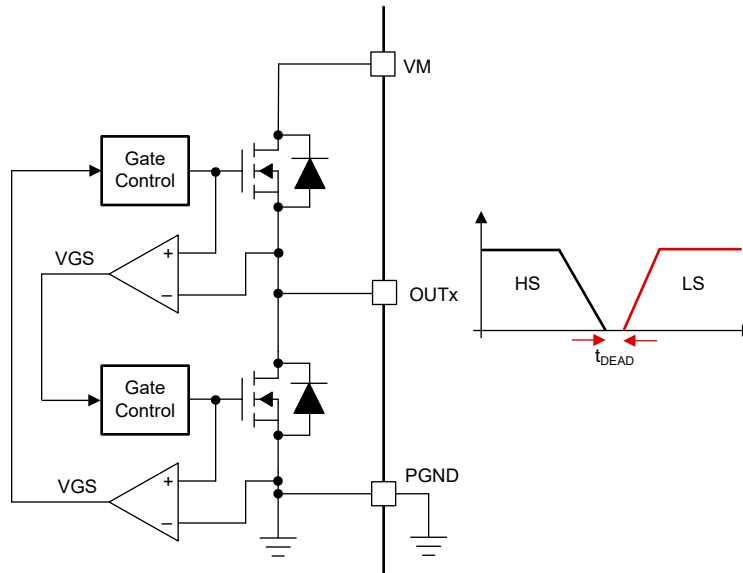 VM
Gate
Control
+
−
VGS
OUTx
HS
LS
tDEAD
Gate
Control
+
−
VGS
PGND